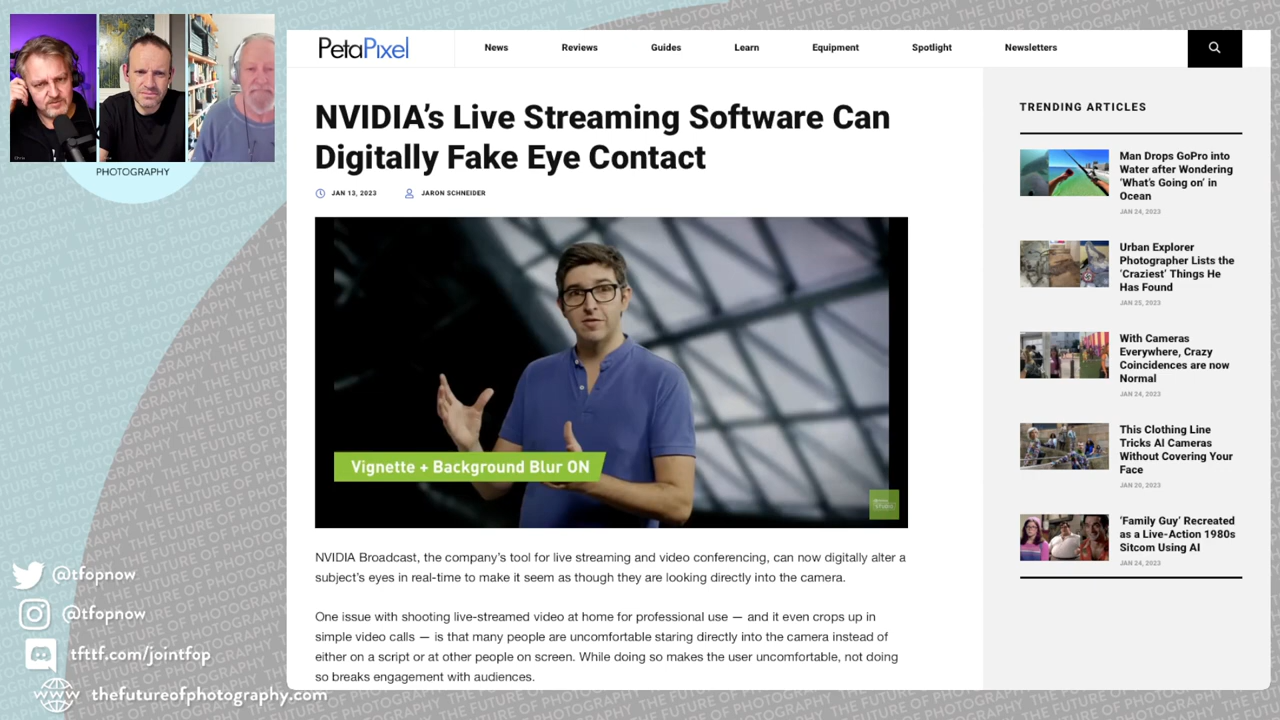 PHOTOGRAPHY
@tfopnow
@tfopnow
tfttf.com/jointfop
thefutureofphotography.com
PetaPixel
News
Reviews
Guides
Learn
Equipment
Spotlight
Newsletters
NVIDIA’s Live Streaming Software Can
Digitally Fake Eye Contact
JAN 13, 2023
JARON SCHNEIDER
Vignette + Background Blur ON
NVIDIA Broadcast, the company’s tool for live streaming and video conferencing, can now digitally alter a
subject’s eyes in real-time to make it seem as though they are looking directly into the camera.
One issue with shooting live-streamed video at home for professional use — and it even crops up in
simple video calls — is that many people are uncomfortable staring directly into the camera instead of
either on a script or at other people on screen. While doing so makes the user uncomfortable, not doing
so breaks engagement with audiences.
TRENDING ARTICLES
Man Drops GoPro into
Water after Wondering
‘What’s Going on’ in
Ocean
JAN 24, 2023
Urban Explorer
Photographer Lists the
‘Craziest’ Things He
Has Found
JAN 25, 2023
With Cameras
Everywhere, Crazy
Coincidences are now
Normal
JAN 24, 2023
This Clothing Line
Tricks AI Cameras
Without Covering Your
Face
JAN 20, 2023
‘Family Guy’ Recreated
as a Live-Action 1980s
Sitcom Using AI
JAN 24, 2023